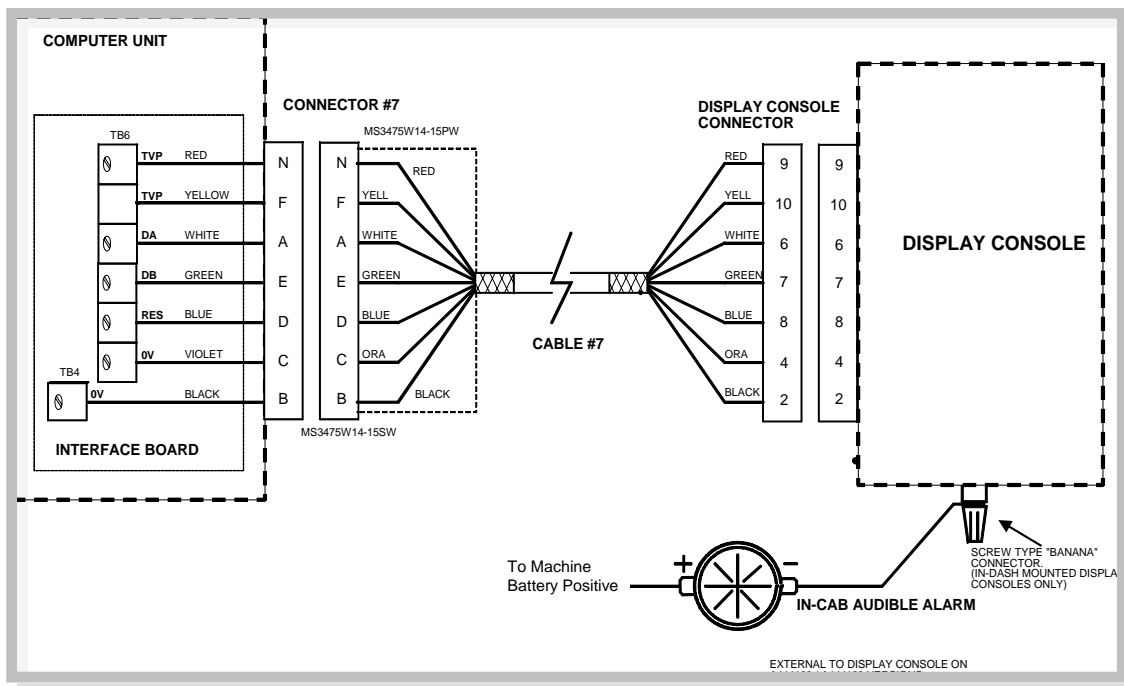 COMPUTER UNIT
CONNECTOR #7
DISPLAY CONSOLE
CONNECTOR
MS3475W14-15PW
TB6
TVP RED N N RED RED 9 9
TVP YELLOW F F YELL YELL 10 10
DA WHITE A A WHITE WHITE 6 6
DISPLAY CONSOLE
DB GREEN E E GREEN GREEN 7 7
RES BLUE D D BLUE BLUE 8 8
CABLE #7
0V VIOLET C C ORA ORA 4 4
TB4
0V BLACK B B BLACK BLACK 2 2
MS3475W14-15SW
INTERFACE BOARD
SCREW TYPE "BANANA"
CONNECTOR.
(IN-DASH MOUNTED DISPLA
CONSOLES ONLY)
To Machine
Battery Positive
+ −
IN-CAB AUDIBLE ALARM
EXTERNAL TO DISPLAY CONSOLE ON